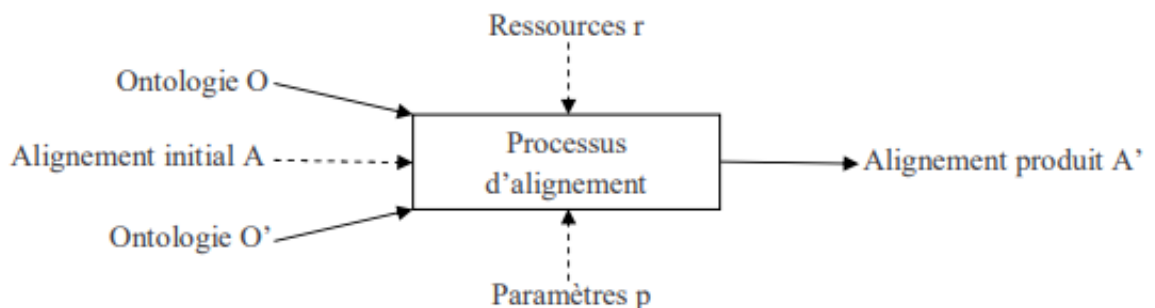 Ressources r
Ontologie O
Alignement initial A
Processus
d’alignement
Alignement produit A’
Ontologie O’
Paramètres p